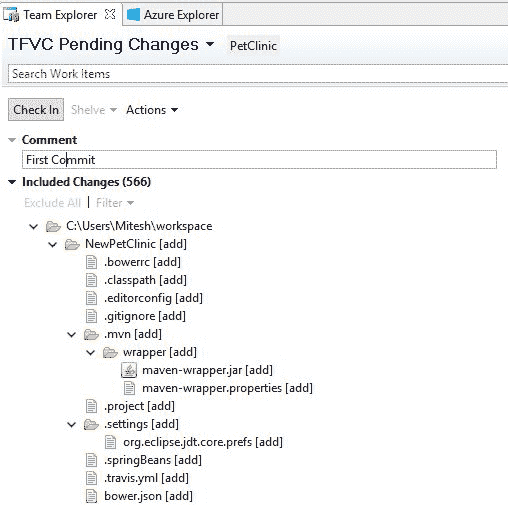 Team Explorer Azure Explorer
TFVC Pending Changes PetClinic
Search Work Items
Check In Shelve Actions
Comment
First Commit
Included Changes (566)
Exclude All Filter
C:\Users\Mitesh\workspace
NewPetClinic [add]
.bowerrc [add]
.classpath [add]
.editorconfig [add]
.gitignore [add]
.mvn [add]
wrapper [add]
maven-wrapper.jar [add]
maven-wrapper.properties [add]
.project [add]
.settings [add]
org.eclipse.jdt.core.prefs [add]
.springBeans [add]
.travis.yml [add]
bower.json [add]